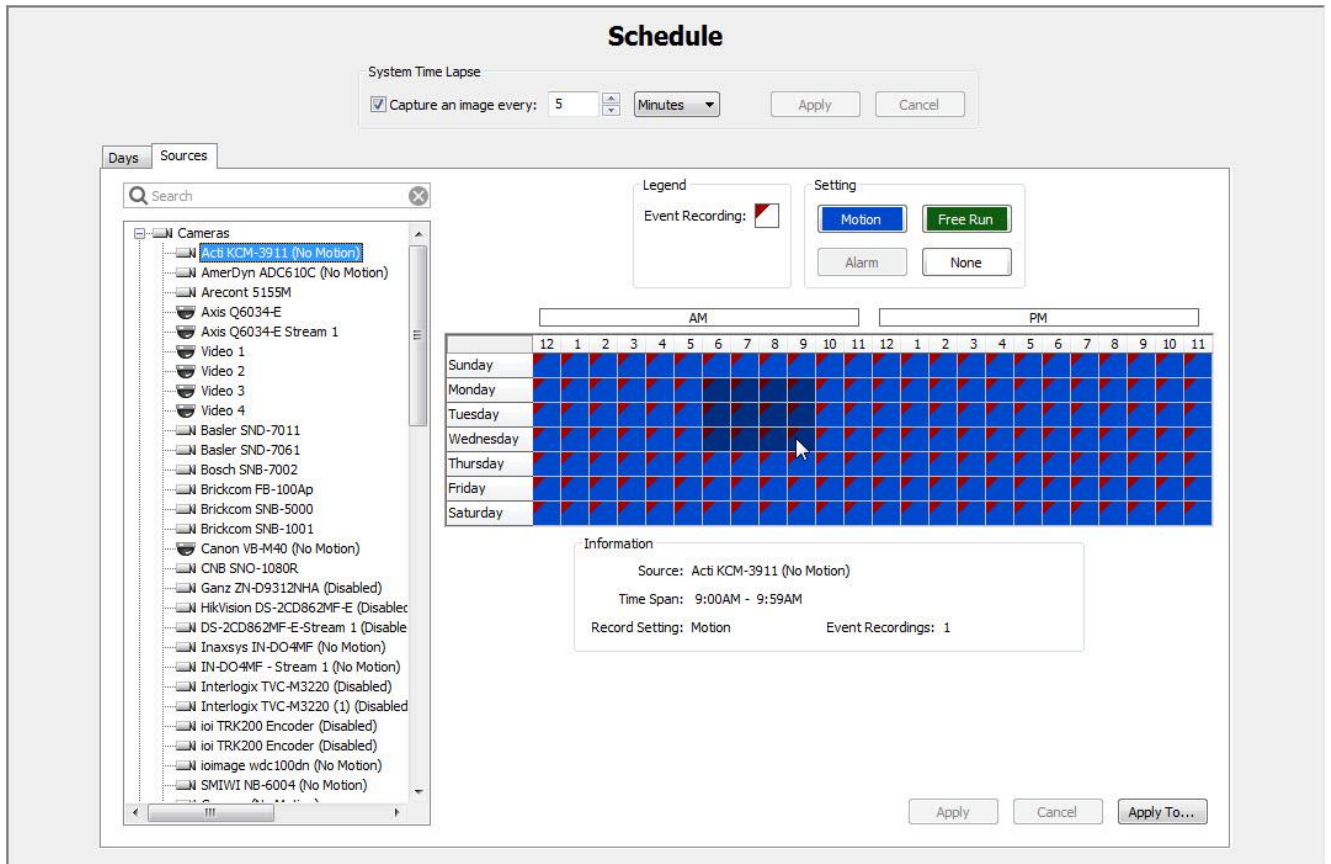 Schedule
System Time Lapse
Capture an image every: 5 Minutes Apply Cancel
Days Sources
Search
Legend
Event Recording:
Setting
Motion Free Run
Alarm None
Cameras
Acti KCM-3911 (No Motion)
AmerDyn ADC610C (No Motion)
Arecont 5155M
Axis Q6034-E
Axis Q6034-E Stream 1
Video 1
Video 2
Video 3
Video 4
Basler SND-7011
Basler SND-7061
Bosch SNB-7002
Brickcom FB-100Ap
Brickcom SNB-5000
Brickcom SNB-1001
Canon VB-M40 (No Motion)
CNB SNO-1080R
Ganz ZN-D9312NHA (Disabled)
HikVision DS-2CD862MF-E (Disablec
DS-2CD862MF-E-Stream 1 (Disable
Inaxsys IN-DO4MF (No Motion)
IN-DO4MF - Stream 1 (No Motion)
Interlogix TVC-M3220 (Disabled)
Interlogix TVC-M3220 (1) (Disabled
ioi TRK200 Encoder (Disabled)
ioi TRK200 Encoder (Disabled)
ioimage wdc100dn (No Motion)
SMIWI NB-6004 (No Motion)
AM PM
12 1 2 3 4 5 6 7 8 9 10 11 12 1 2 3 4 5 6 7 8 9 10 11
Sunday
Monday
Tuesday
Wednesday
Thursday
Friday
Saturday
Information
Source: Acti KCM-3911 (No Motion)
Time Span: 9:00AM - 9:59AM
Record Setting: Motion Event Recordings: 1
Apply Cancel Apply To...